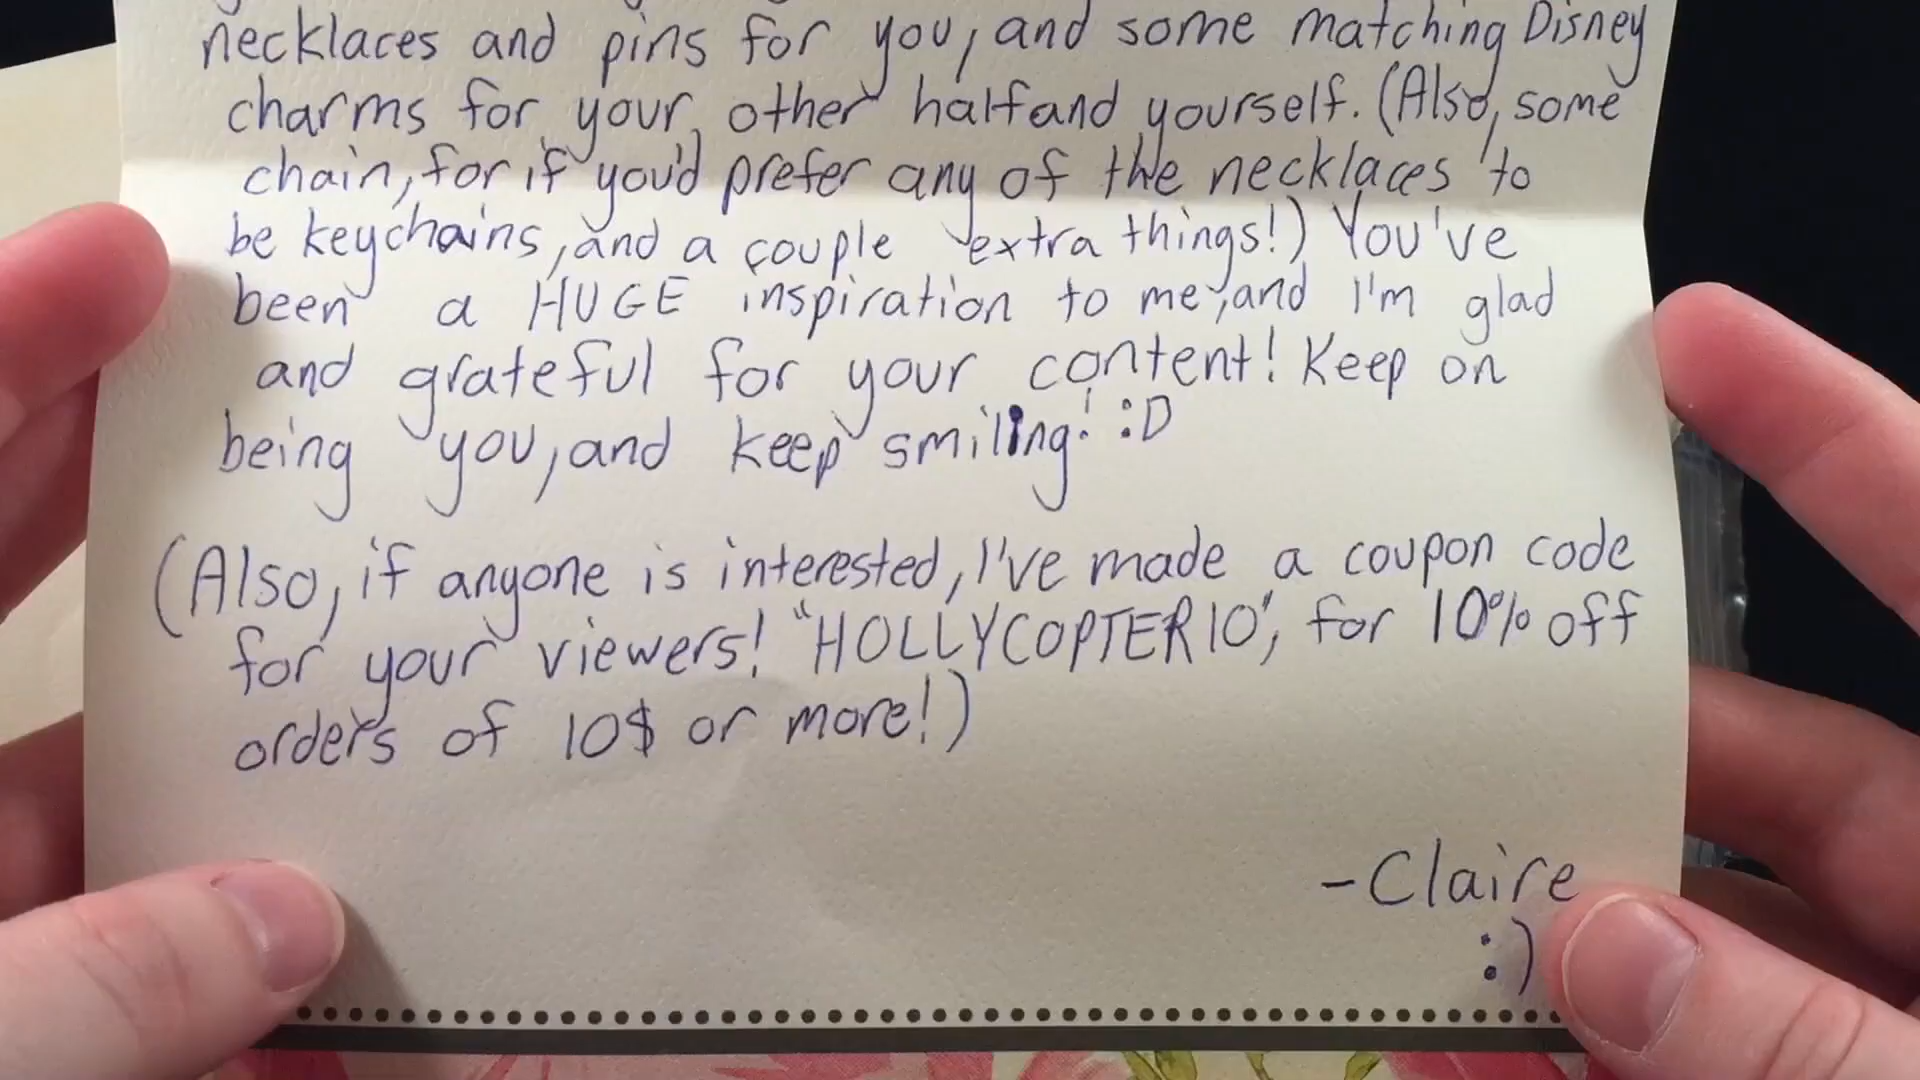 necklaces and pins for you, and some matching Disney
charms for your other half and yourself. (Also, some
chain, for if you'd prefer any of the necklaces to
be keychains, and a couple extra things!) You've
been a HUGE inspiration to me, and I'm glad
and grateful for your content! Keep on
being you, and keep smiling! :D
(Also, if anyone is interested, I've made a coupon code
for your viewers! "HOLLYCOPTER10", for 10% off
orders of 10$ or more!)
-Claire
:)